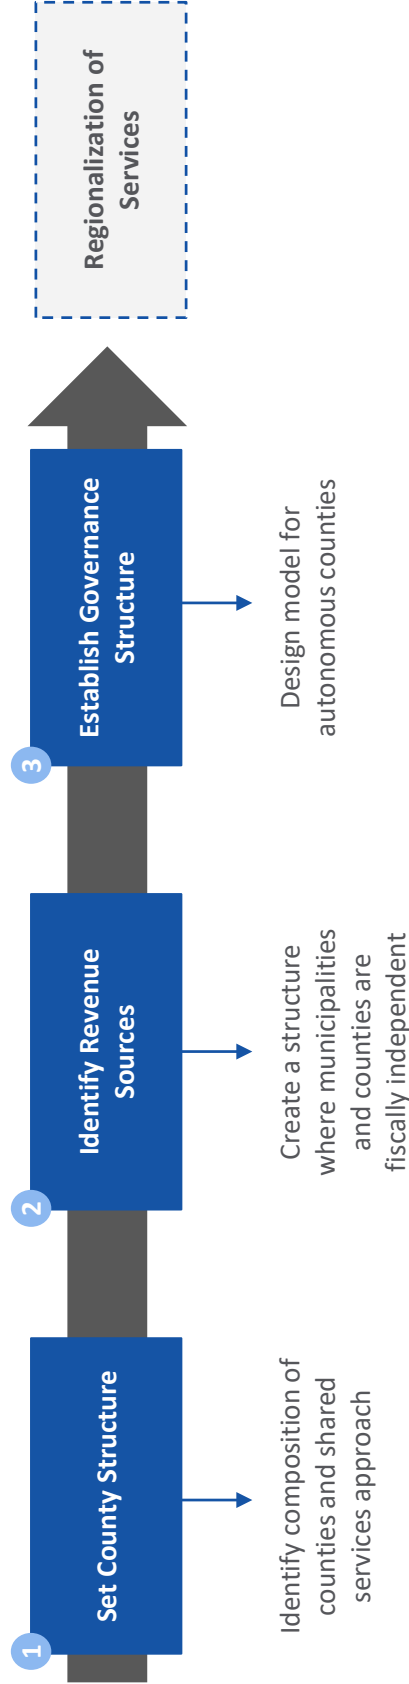 1
Set County Structure
Identify composition of
counties and shared
services approach
2
Identify Revenue
Sources
Create a structure
where municipalities
and counties are
fiscally independent
3
Establish Governance
Structure
Design model for
autonomous counties
Regionalization of
Services